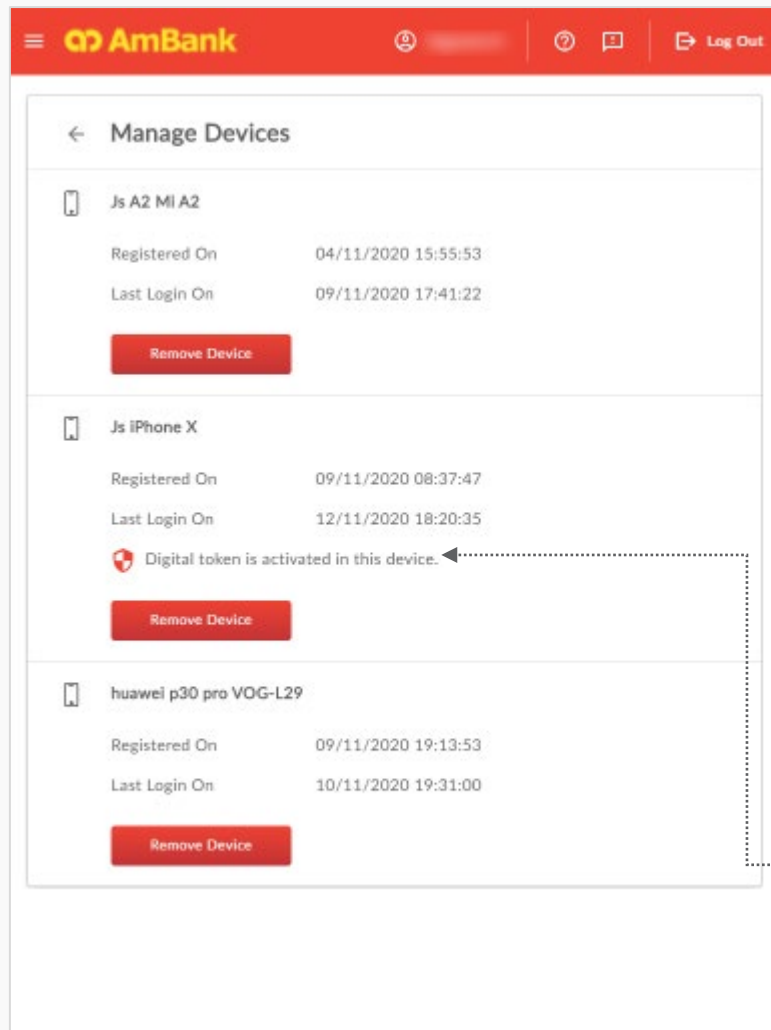 AmBank
Log Out
Manage Devices
Js A2 Mi A2
Registered On 04/11/2020 15:55:53
Last Login On 09/11/2020 17:41:22
Remove Device
Js iPhone X
Registered On 09/11/2020 08:37:47
Last Login On 12/11/2020 18:20:35
Digital token is activated in this device.
Remove Device
huawei p30 pro VOG-L29
Registered On 09/11/2020 19:13:53
Last Login On 10/11/2020 19:31:00
Remove Device